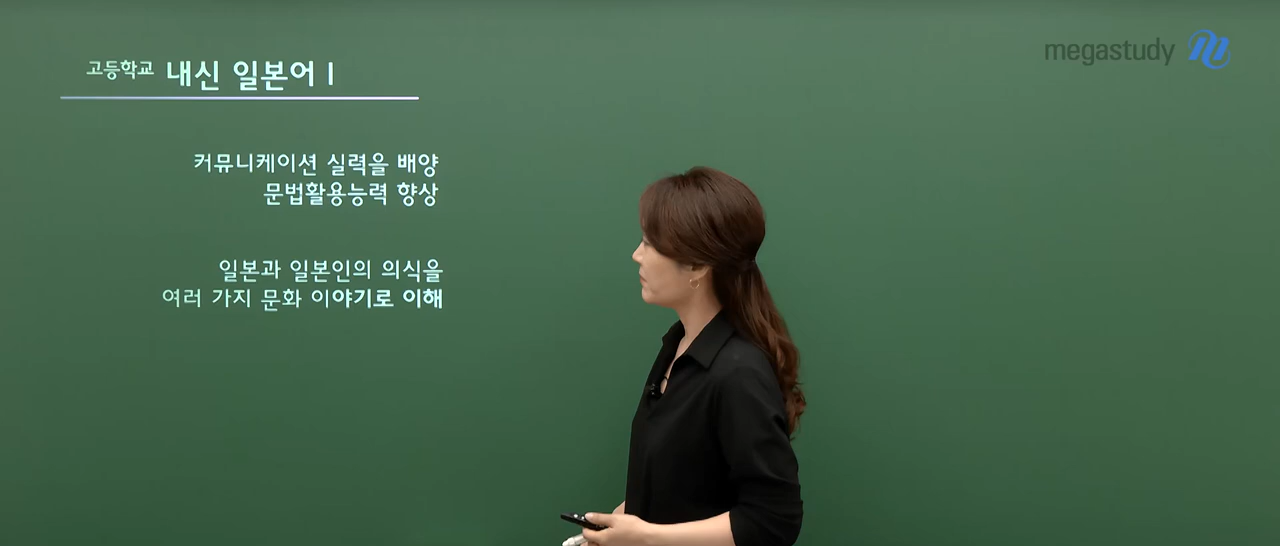 고등학교 내신 일본어 I
megastudy
커뮤니케이션 실력을 배양
문법활용능력 향상
일본과 일본인의 의식을
여러 가지 문화 이야기로 이해